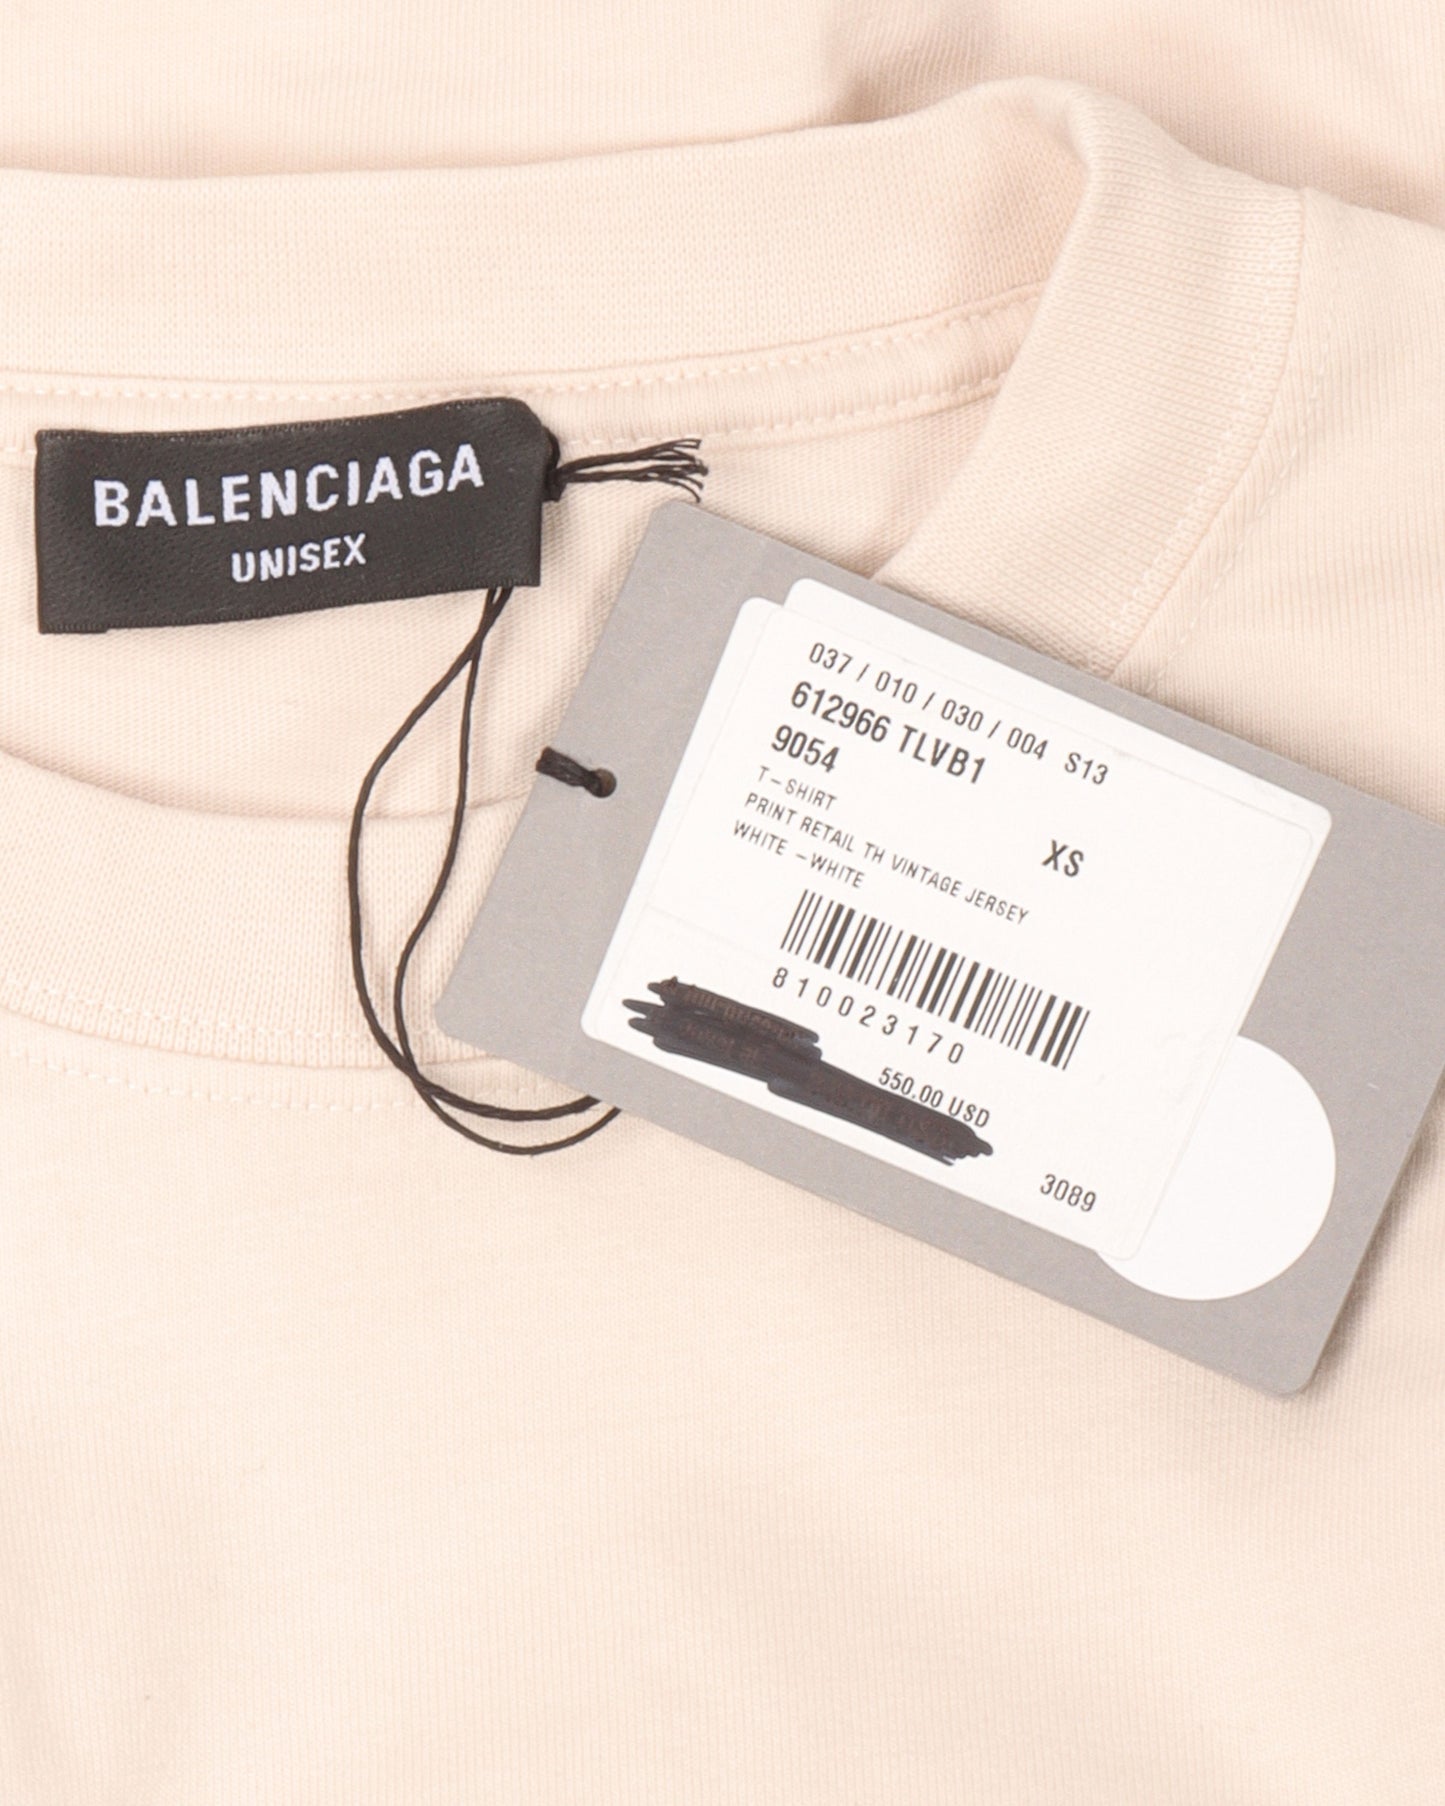 BALENCIAGA
UNISEX
037 / 010 / 030 / 004 S13
612966 TLVB1
9054
T-SHIRT
XS
PRINT RETAIL TH VINTAGE JERSEY
WHITE -WHITE
810023170
550.00 USD
3089